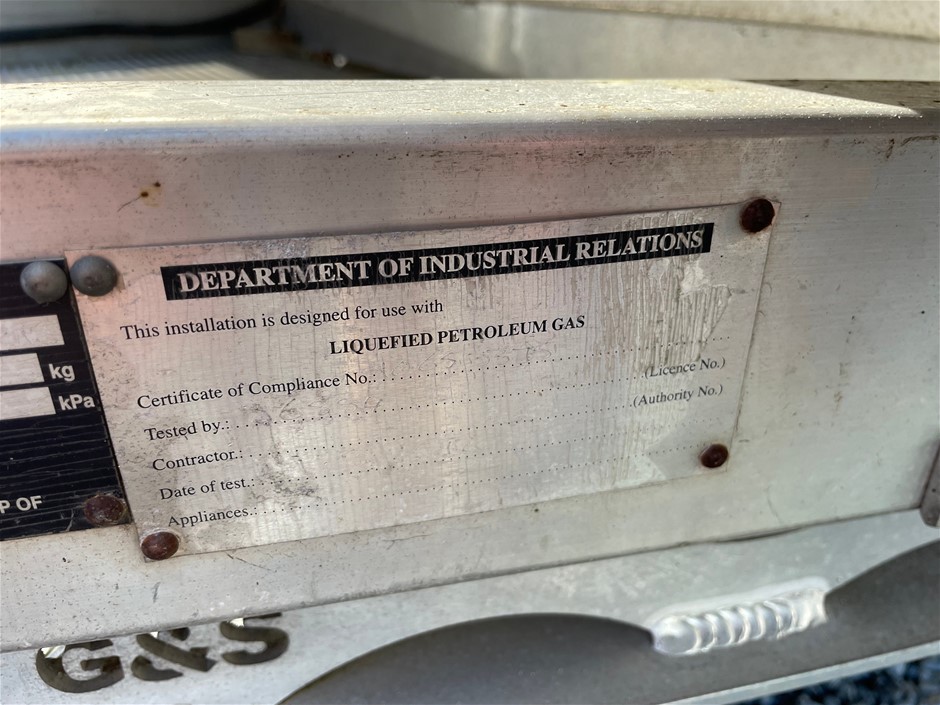 DEPARTMENT OF INDUSTRIAL RELATIONS
This installation is designed for use with
LIQUEFIED PETROLEUM GAS
Certificate of Compliance No.:
Tested by.: (Licence No.)
Contractor.: (Authority No.)
Date of test.:
Appliances.:
kg
kPa
P OF
G&S